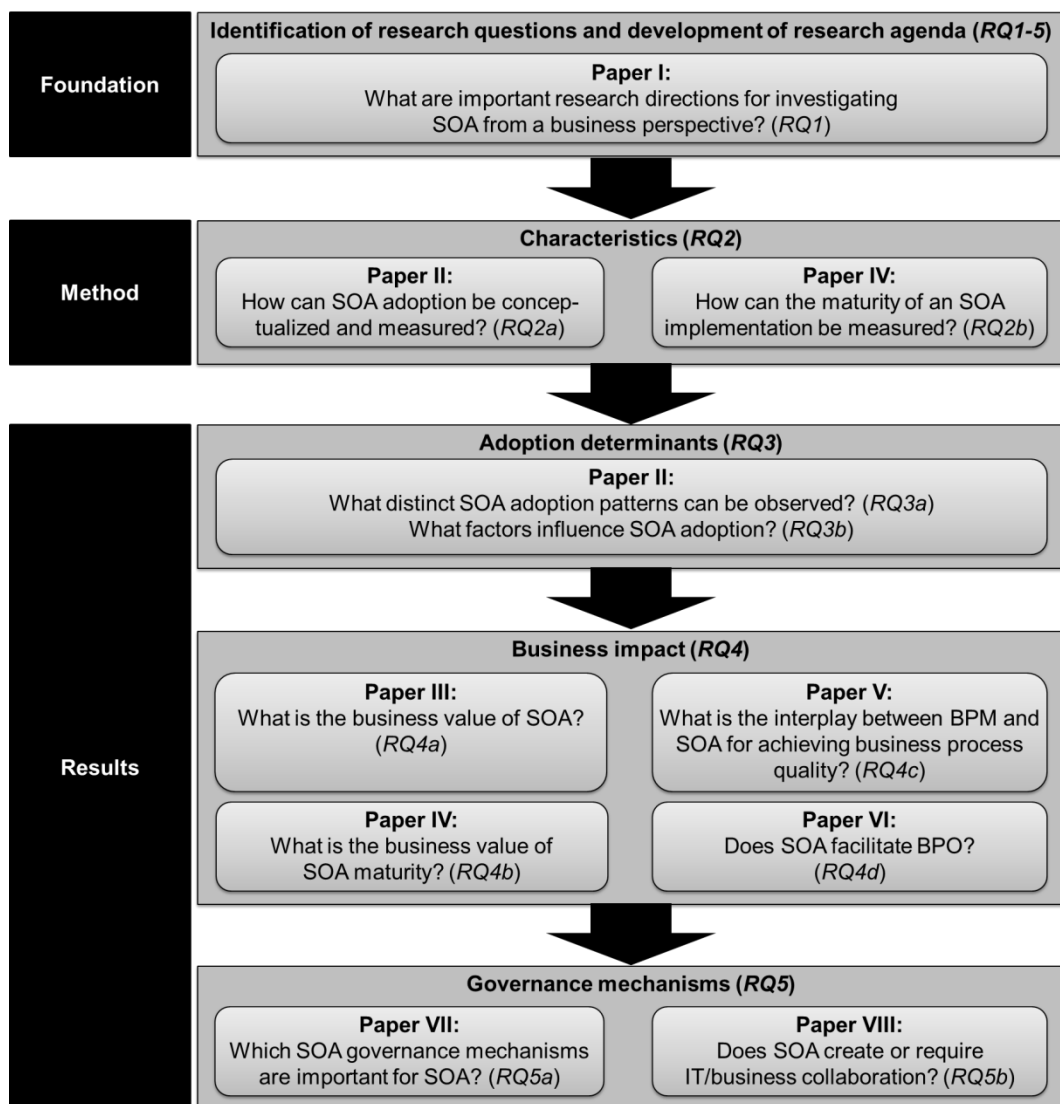 Foundation
Identification of research questions and development of research agenda (RQ1-5)
Paper I:
What are important research directions for investigating
SOA from a business perspective? (RQ1)
Method
Characteristics (RQ2)
Paper II:
How can SOA adoption be concep-
tualized and measured? (RQ2a)
Paper IV:
How can the maturity of an SOA
implementation be measured? (RQ2b)
Results
Adoption determinants (RQ3)
Paper II:
What distinct SOA adoption patterns can be observed? (RQ3a)
What factors influence SOA adoption? (RQ3b)
Business impact (RQ4)
Paper III:
What is the business value of SOA?
(RQ4a)
Paper V:
What is the interplay between BPM and
SOA for achieving business process
quality? (RQ4c)
Paper IV:
What is the business value of
SOA maturity? (RQ4b)
Paper VI:
Does SOA facilitate BPO?
(RQ4d)
Governance mechanisms (RQ5)
Paper VII:
Which SOA governance mechanisms
are important for SOA? (RQ5a)
Paper VIII:
Does SOA create or require
IT/business collaboration? (RQ5b)